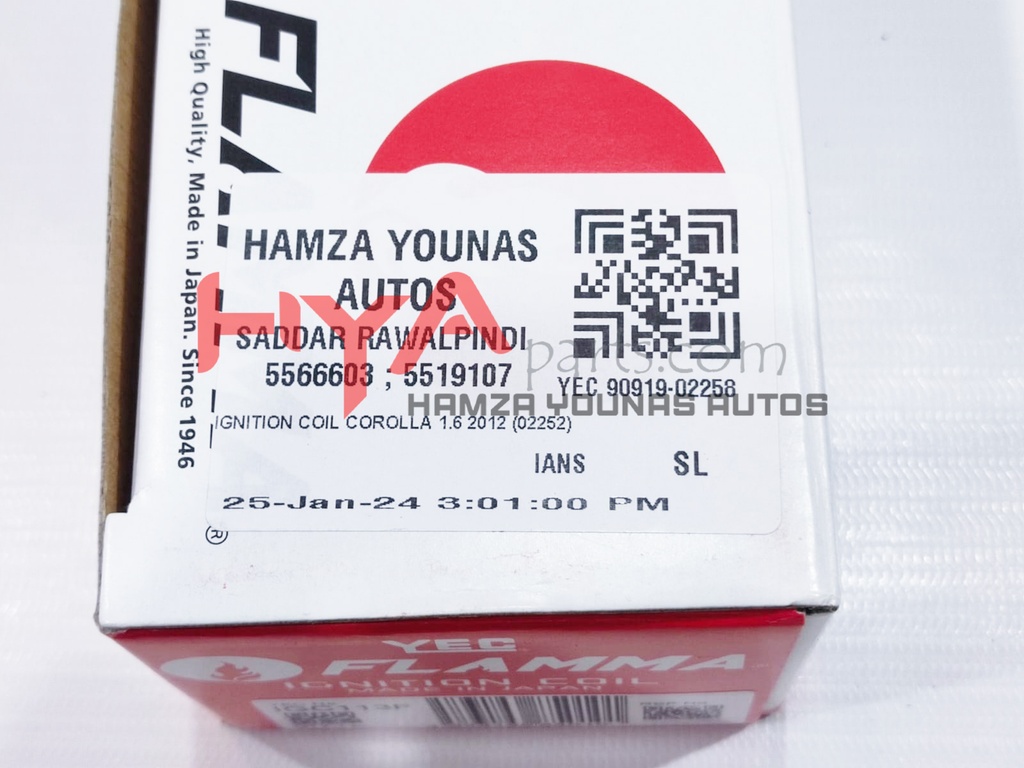 FLAM
High Quality, Made in Japan. Since 1946
HAMZA YOUNAS
AUTOS
SADDAR RAWALPINDI
5566603 ; 5519107
YEC 90919-02258
IGNITION COIL COROLLA 1.6 2012 (02252)
IANS SL
25-Jan-24 3:01:00 PM
HYA
parts.com
HAMZA YOUNAS AUTOS
®
YEC
FLAMMA
IGNITION COIL
MADE IN JAPAN